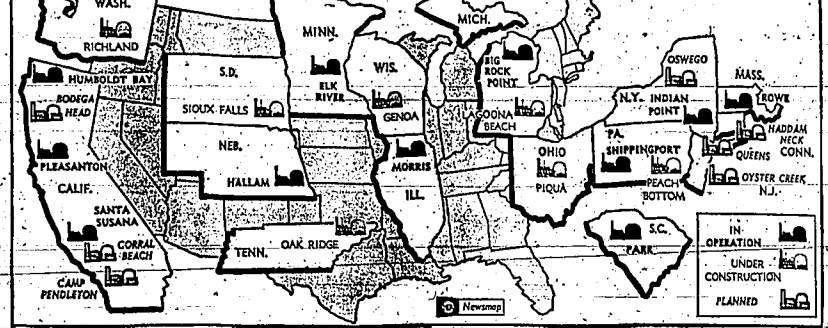 WASH.
RICHLAND
HUMBOLDT BAY
BODEGA
HEAD
PLEASANTON
CALIF.
SANTA
SUSANA
CORRAL
BEACH
CAMP
PENDLETON
S.D.
SIOUX FALLS
NEB.
HALLAM
TENN.
OAK RIDGE
MINN.
ELK
RIVER
WIS.
GENOA
MORRIS
ILL.
MICH.
BIG
ROCK
POINT
LAGOONA
BEACH
OHIO
PIQUA
OSWEGO
N.Y.
INDIAN
POINT
MASS.
ROWE
PA.
SHIPPINGPORT
PEACH
BOTTOM
HADDAM
NECK
CONN.
QUEENS
OYSTER CREEK
N.J.
S.C.
PARR
IN
OPERATION
UNDER
CONSTRUCTION
PLANNED
Newsmap